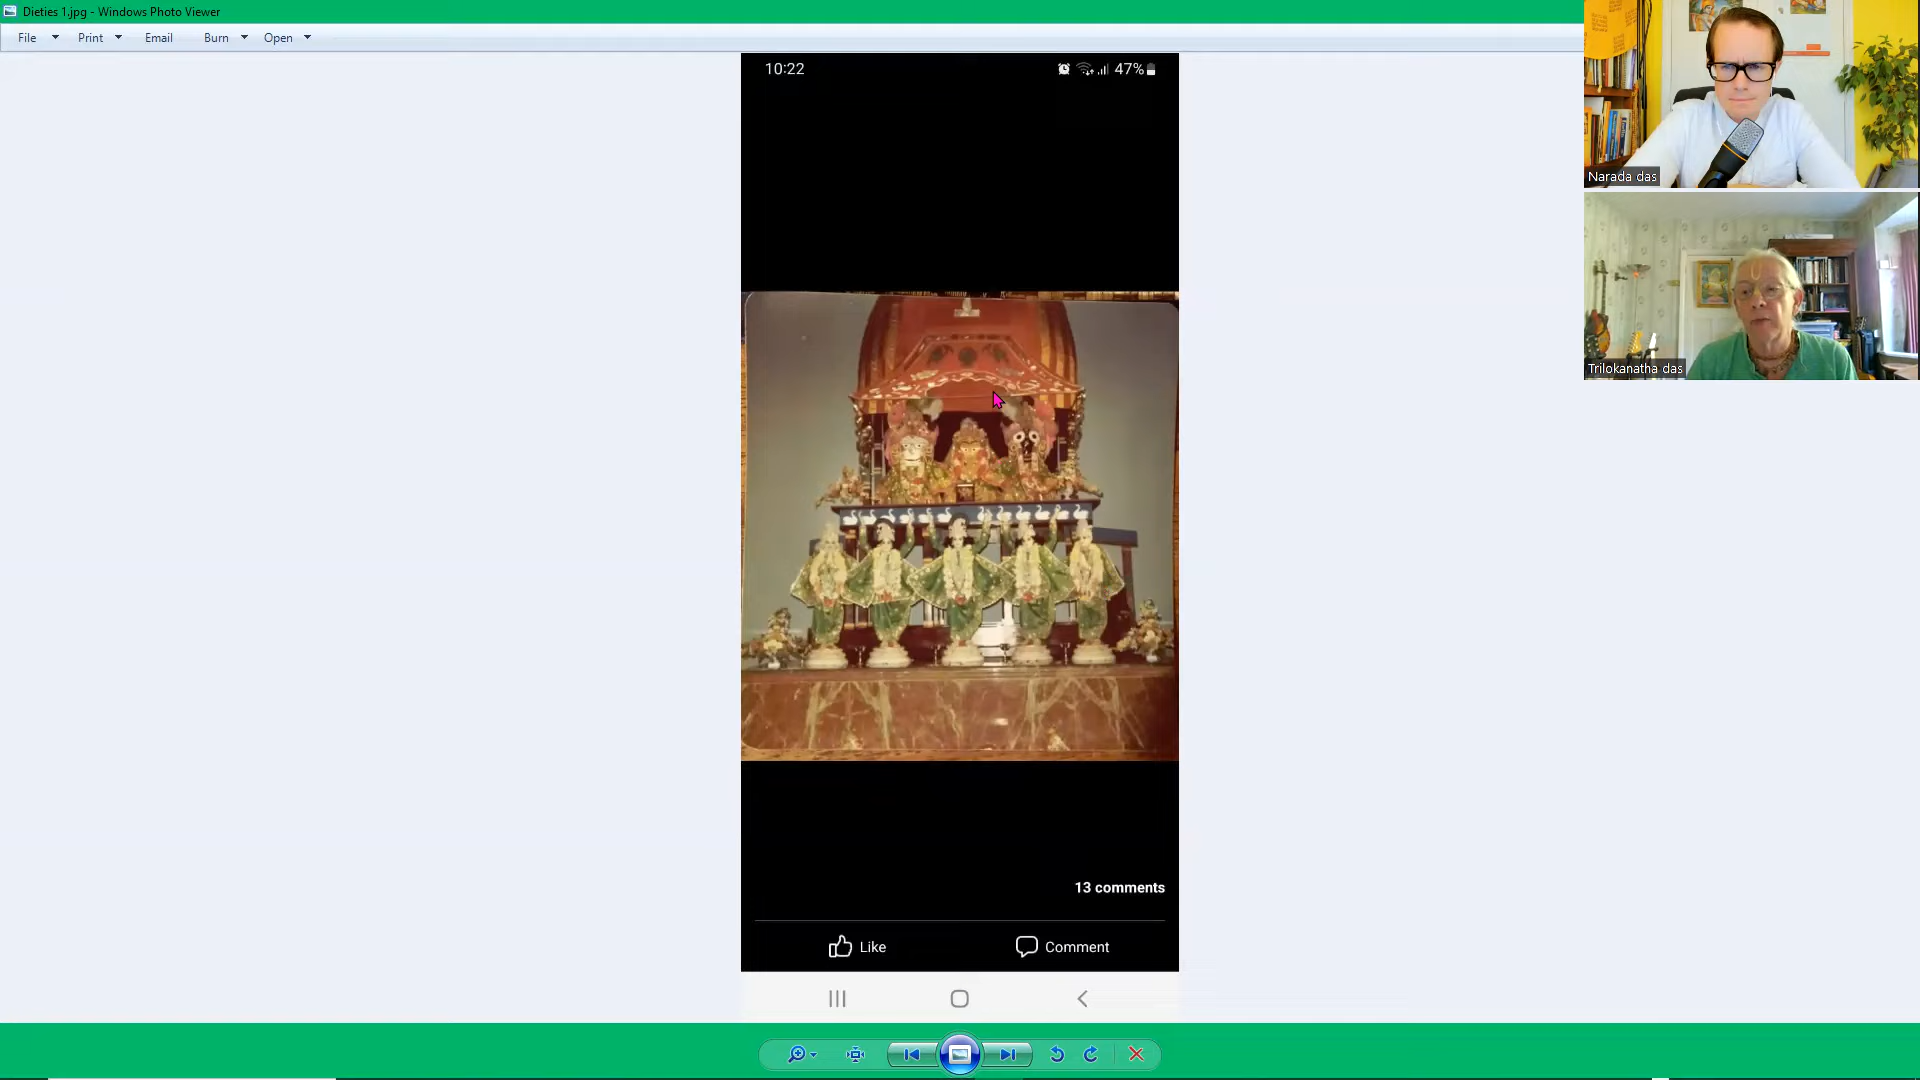 Dieties 1.jpg - Windows Photo Viewer
File Print Email Burn Open
10:22 47%
Narada das
Trilokanatha das
13 comments
Like Comment